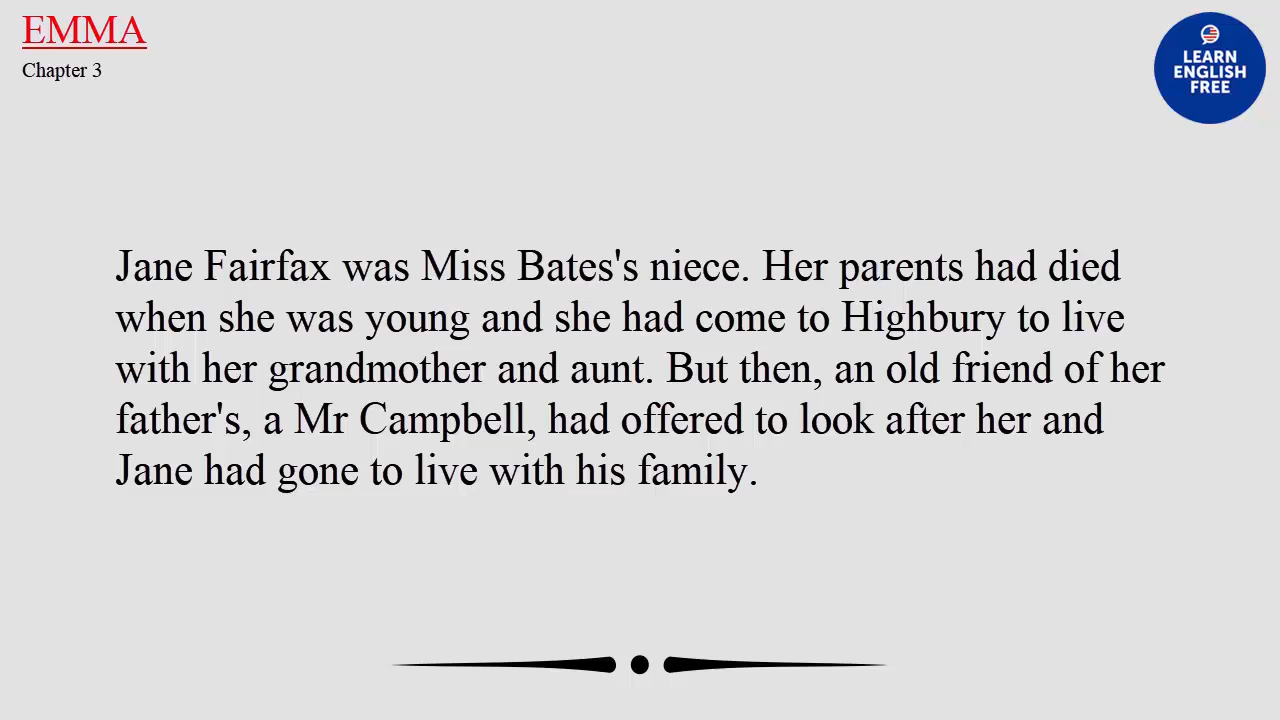 EMMA
Chapter 3
LEARN
ENGLISH
FREE
Jane Fairfax was Miss Bates's niece. Her parents had died
when she was young and she had come to Highbury to live
with her grandmother and aunt. But then, an old friend of her
father's, a Mr Campbell, had offered to look after her and
Jane had gone to live with his family.